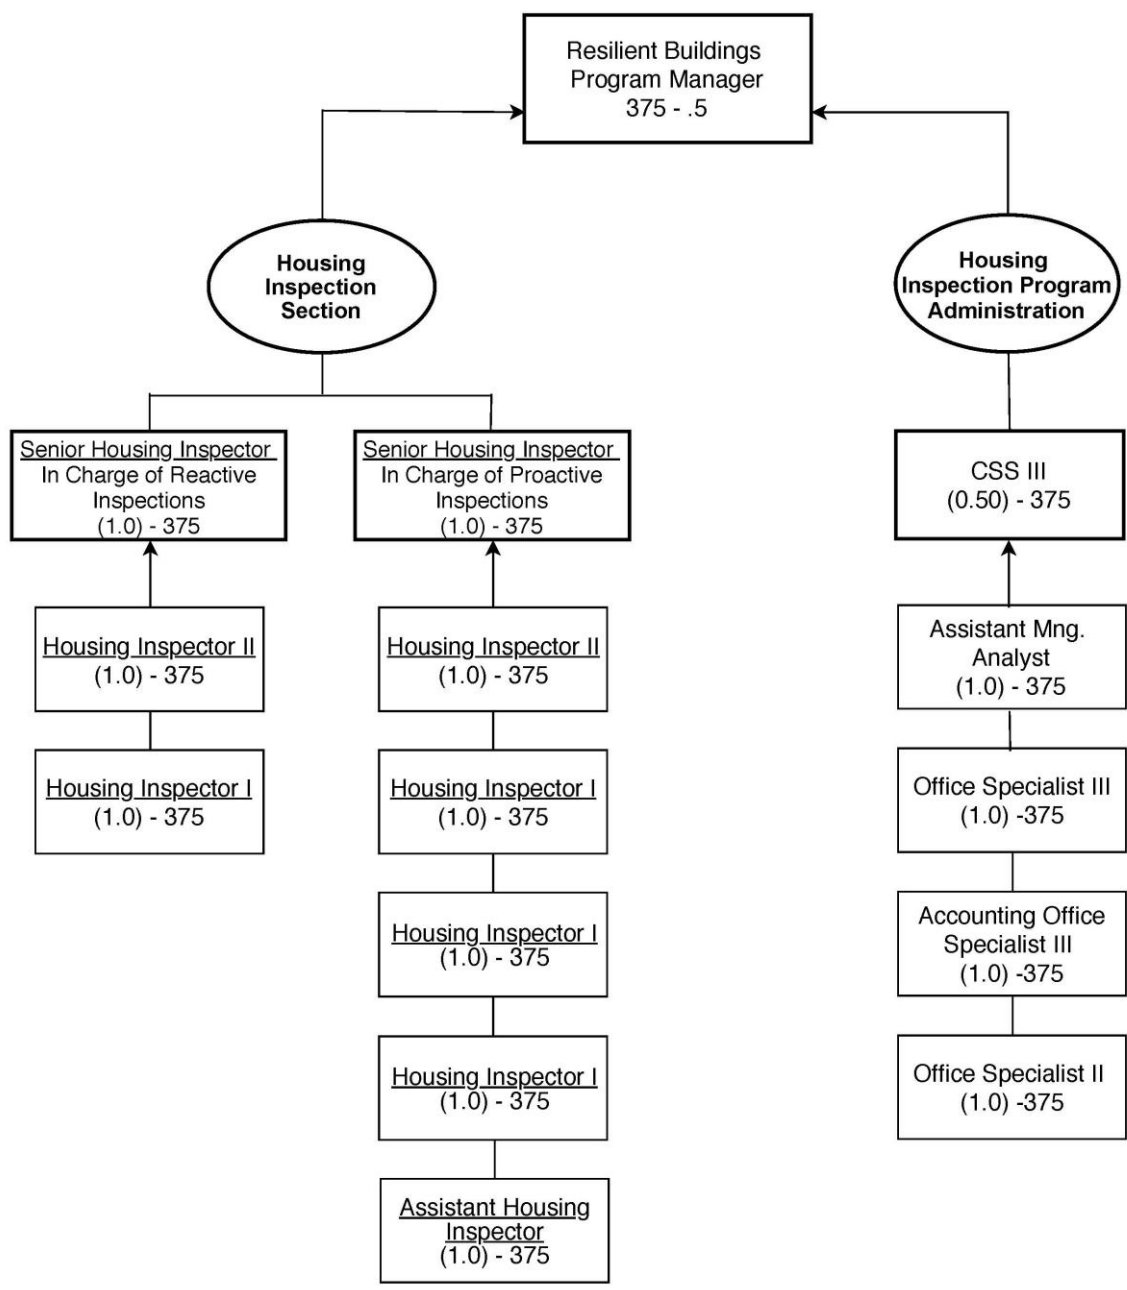 Resilient Buildings
Program Manager
375 - .5
Housing
Inspection
Section
Housing
Inspection Program
Administration
Senior Housing Inspector
In Charge of Reactive
Inspections
(1.0) - 375
Senior Housing Inspector
In Charge of Proactive
Inspections
(1.0) - 375
CSS III
(0.50) - 375
Housing Inspector II
(1.0) - 375
Housing Inspector II
(1.0) - 375
Assistant Mng.
Analyst
(1.0) - 375
Housing Inspector I
(1.0) - 375
Housing Inspector I
(1.0) - 375
Office Specialist III
(1.0) -375
Housing Inspector I
(1.0) - 375
Accounting Office
Specialist III
(1.0) -375
Housing Inspector I
(1.0) - 375
Office Specialist II
(1.0) -375
Assistant Housing
Inspector
(1.0) - 375